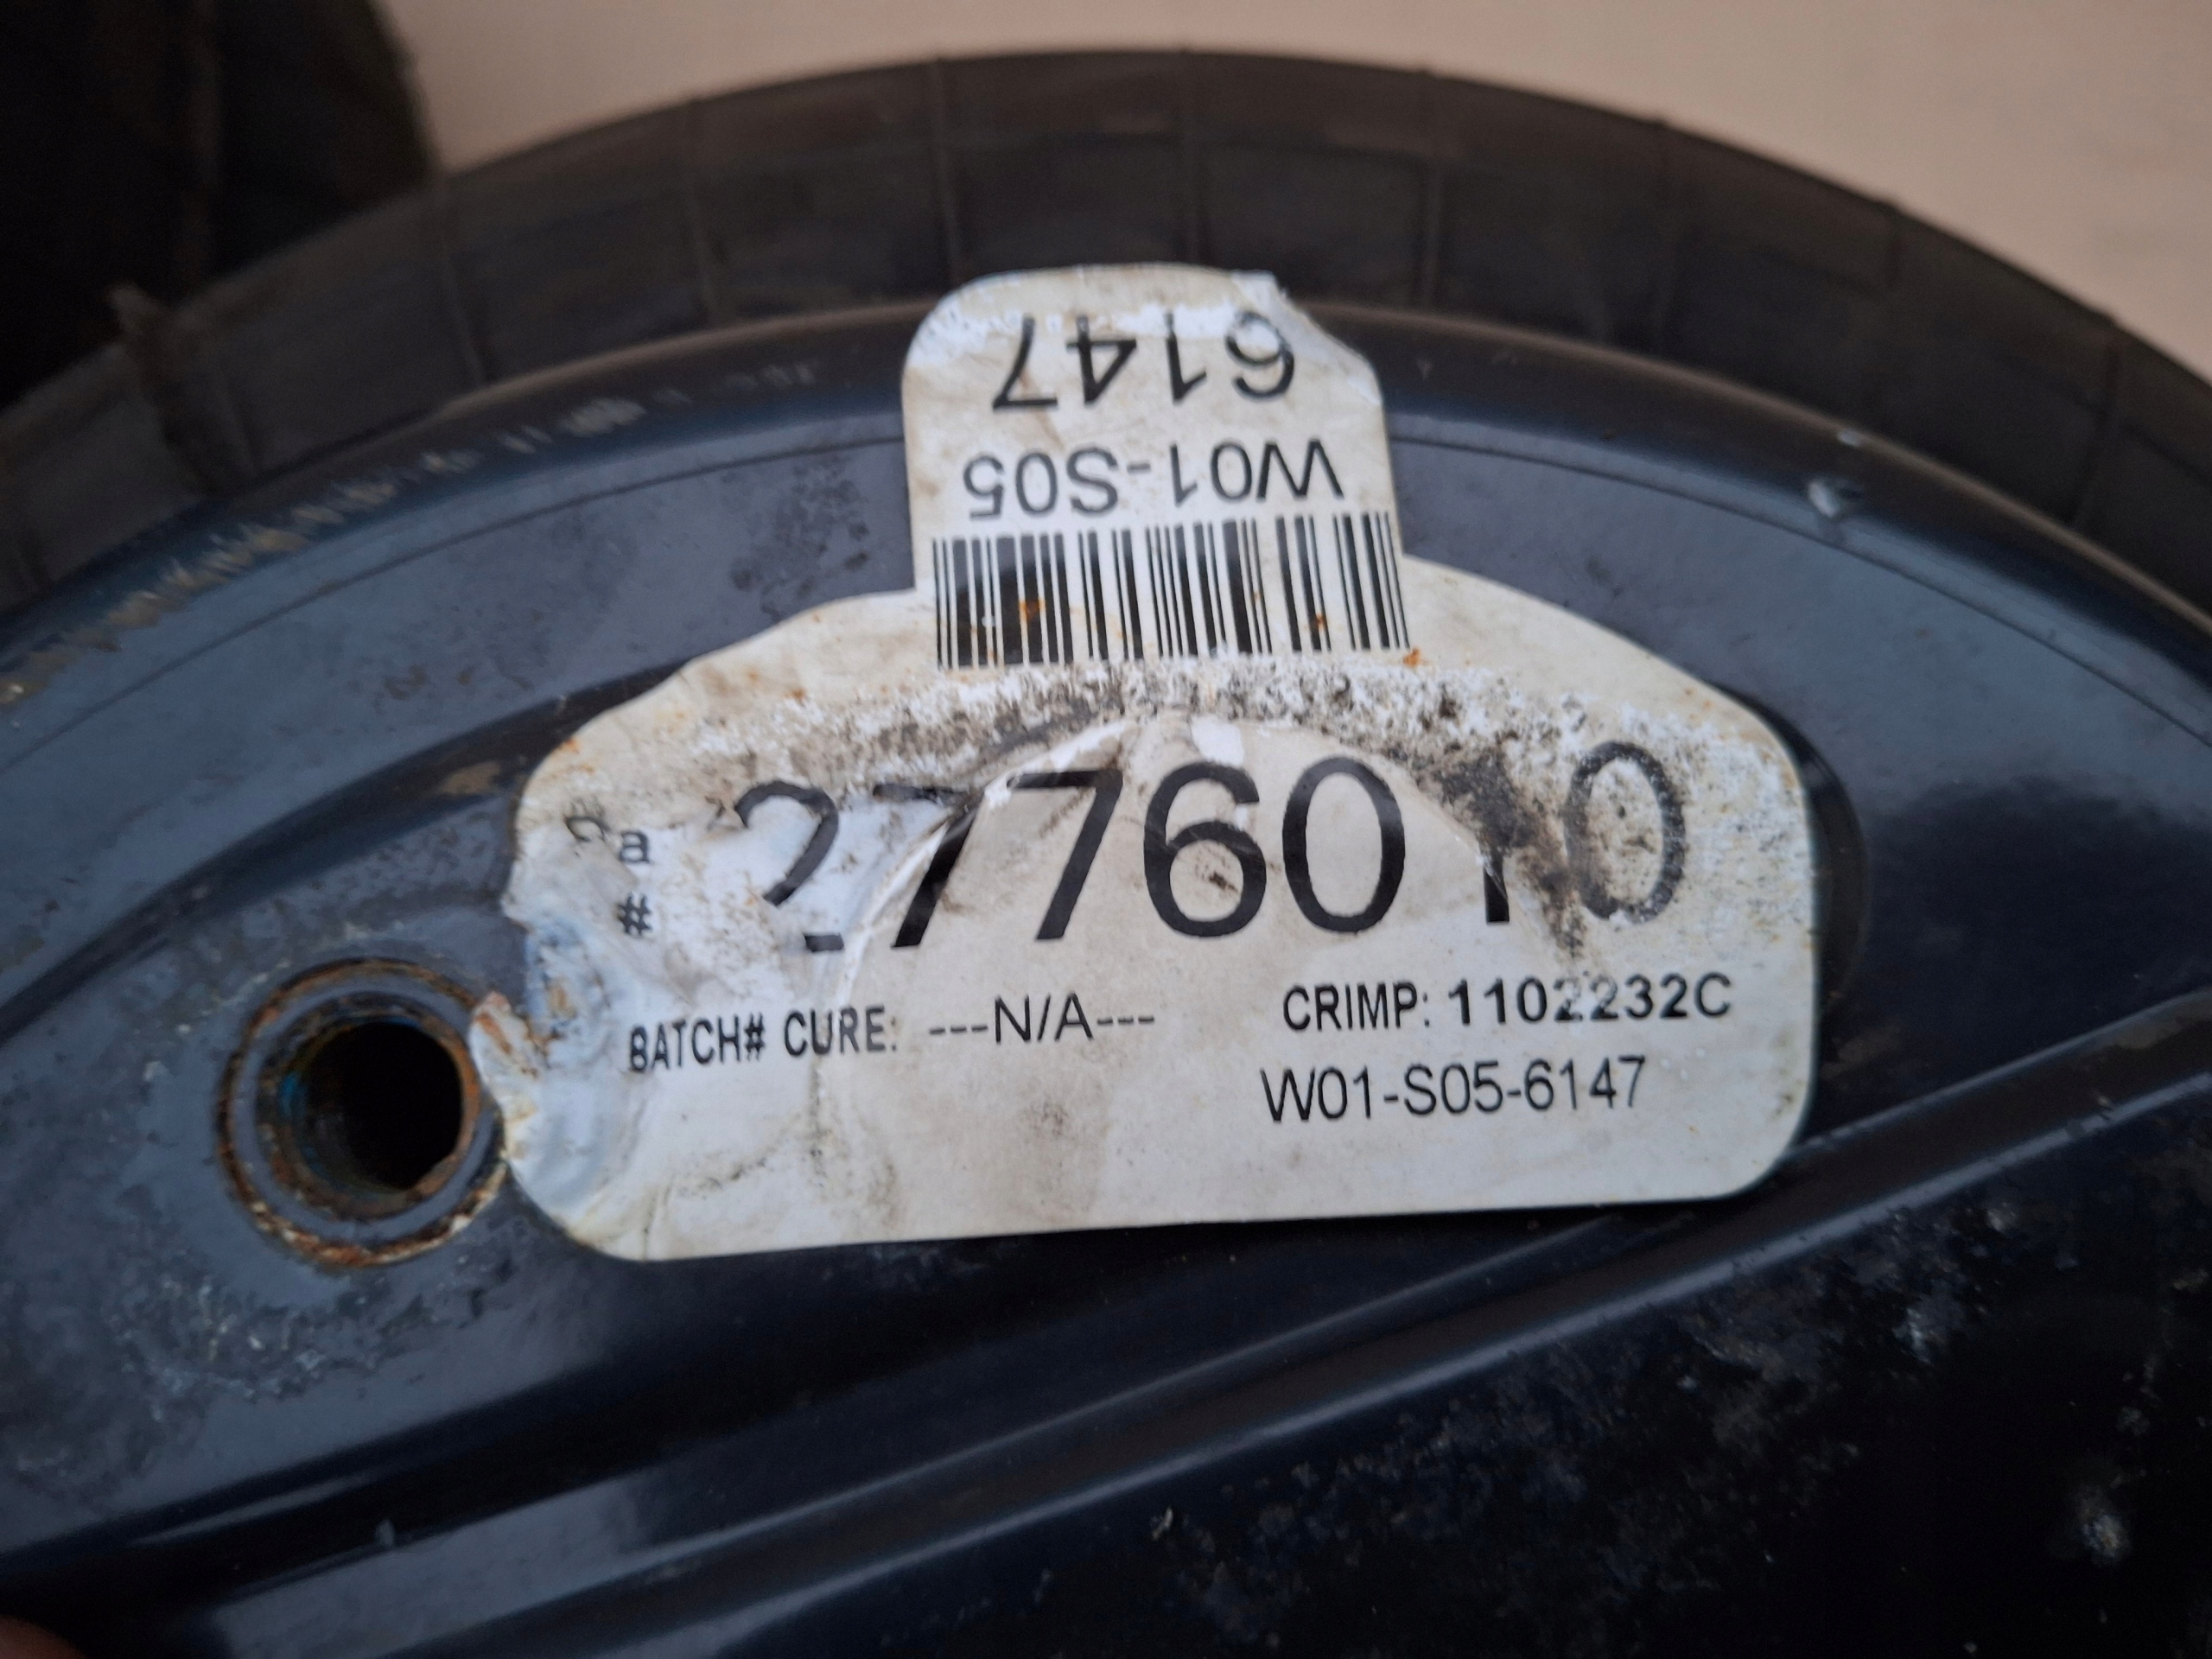 6147
W01-S05
a
#
2776010
BATCH# CURE: ---N/A---
CRIMP: 1102232C
W01-S05-6147